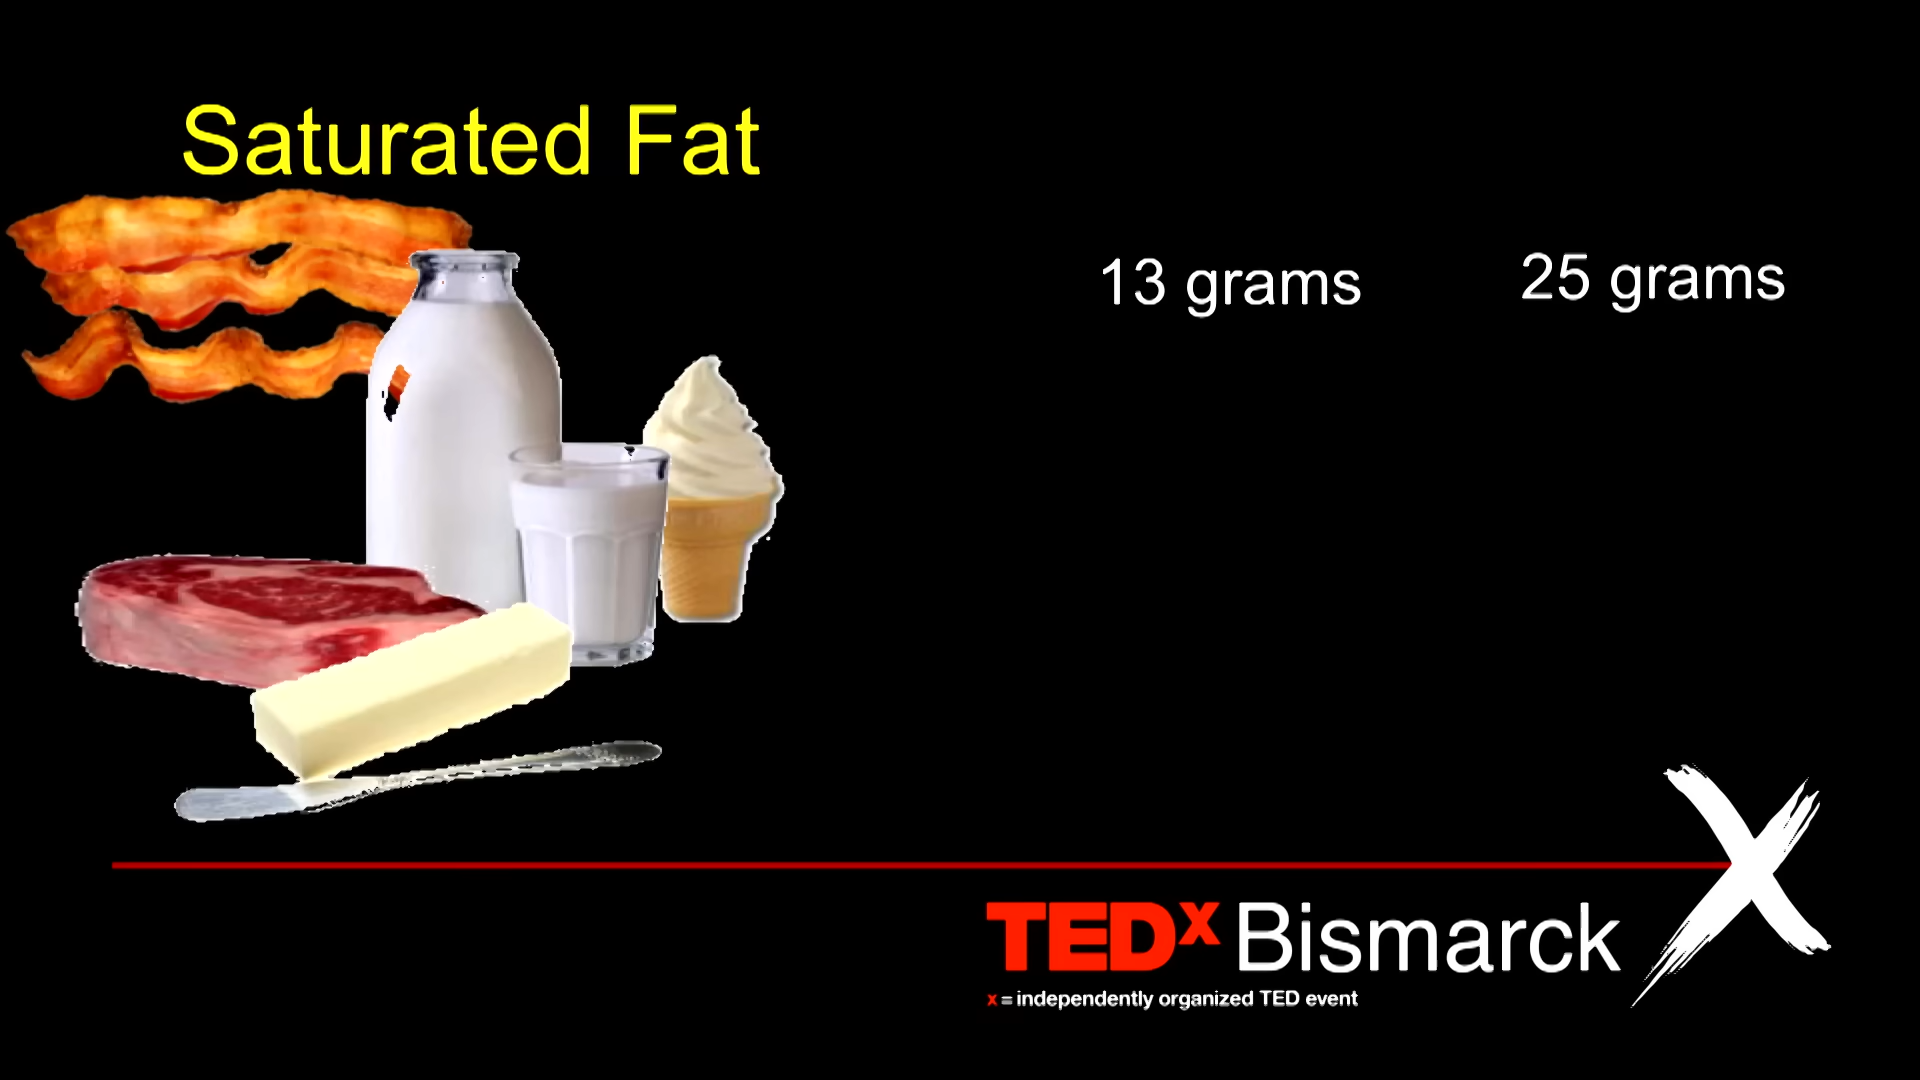 Saturated Fat
13 grams
25 grams
TEDx Bismarck
x = independently organized TED event